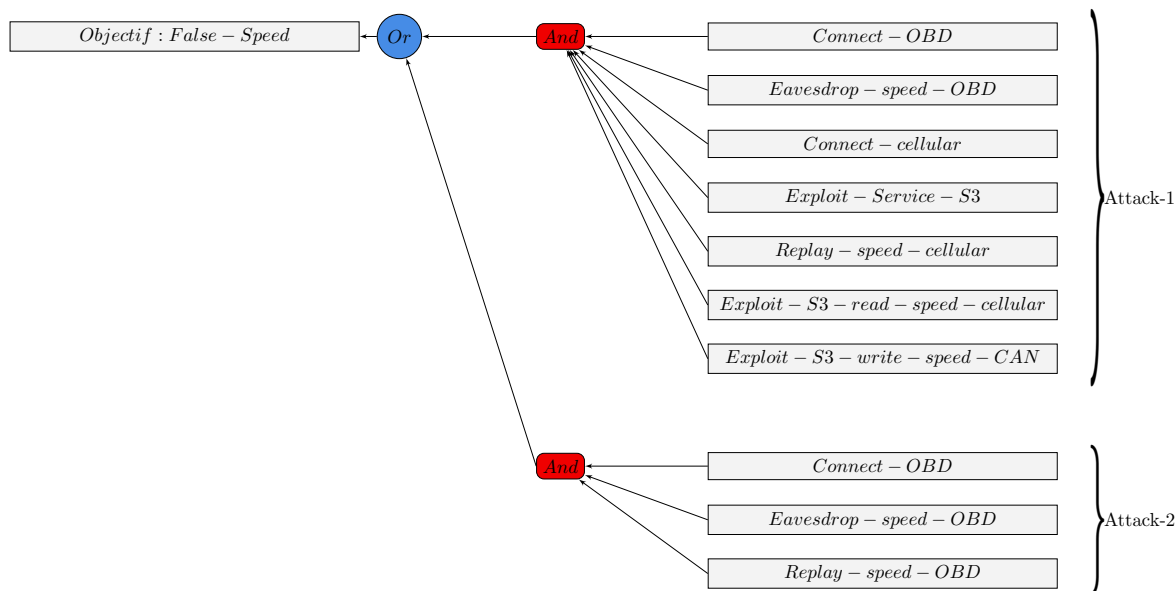 Objectif : False − Speed
Or
And
Connect − OBD
Eavesdrop − speed − OBD
Connect − cellular
Exploit − Service − S3
Attack-1
Replay − speed − cellular
Exploit − S3 − read − speed − cellular
Exploit − S3 − write − speed − CAN
And
Connect − OBD
Eavesdrop − speed − OBD
Attack-2
Replay − speed − OBD